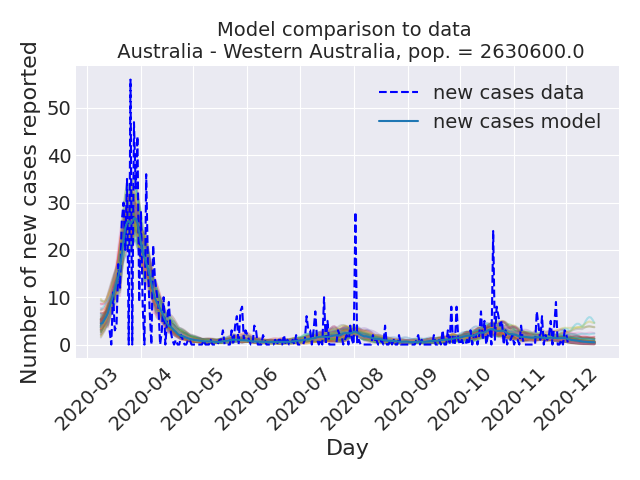 Model comparison to data
Australia - Western Australia, pop. = 2630600.0
Number of new cases reported
50
40
30
20
10
0
new cases data
new cases model
2020-03
2020-04
2020-05
2020-06
2020-07
2020-08
2020-09
2020-10
2020-11
2020-12
Day